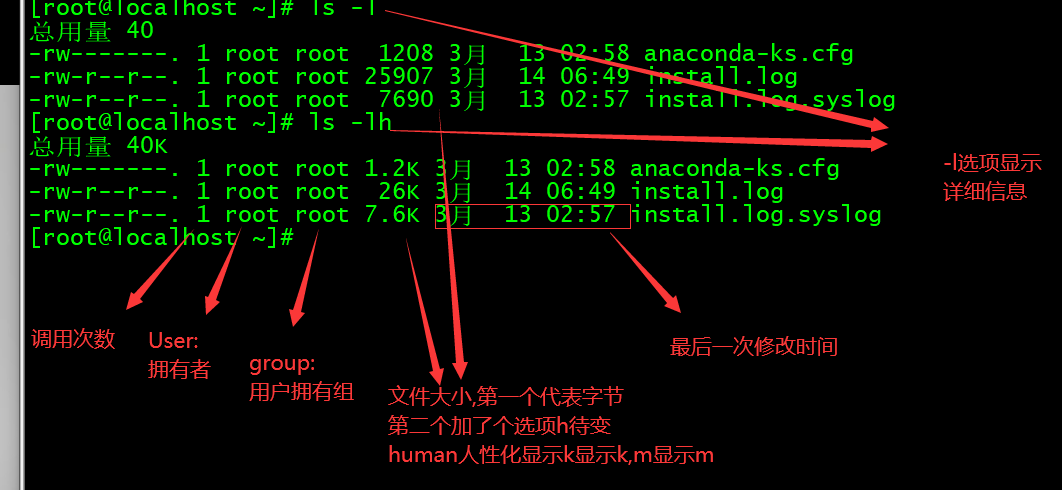 [root@localhost ~]# ls -l
总用量 40
-rw-------. 1 root root  1208 3月  13 02:58 anaconda-ks.cfg
-rw-r--r--. 1 root root 25907 3月  14 06:49 install.log
-rw-r--r--. 1 root root  7690 3月  13 02:57 install.log.syslog
[root@localhost ~]# ls -lh
总用量 40K
-rw-------. 1 root root 1.2K 3月  13 02:58 anaconda-ks.cfg
-rw-r--r--. 1 root root  26K 3月  14 06:49 install.log
-rw-r--r--. 1 root root 7.6K 3月  13 02:57 install.log.syslog
[root@localhost ~]#
-l选项显示
详细信息
调用次数
User:
拥有者
group:
用户拥有组
文件大小,第一个代表字节
第二个加了个选项h待变
human人性化显示k显示k,m显示m
最后一次修改时间